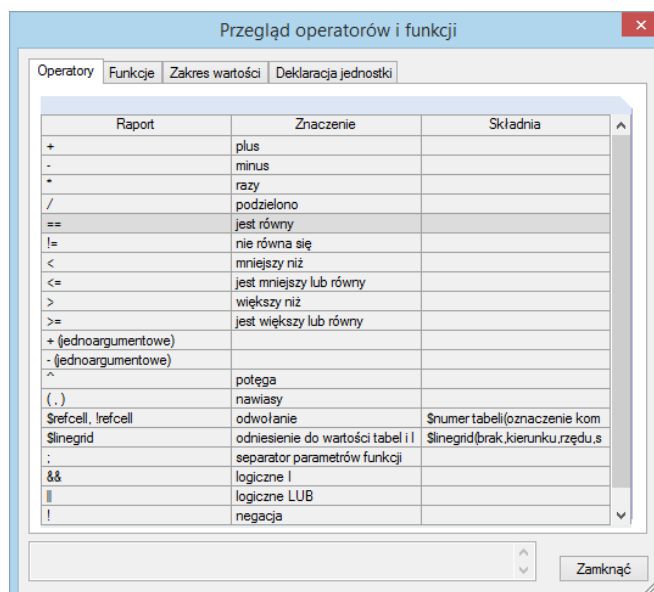 Przegląd operatorów i funkcji
Operatory Funkcje Zakres wartości Deklaracja jednostki
Raport Znaczenie Składnia
+ plus
- minus
* razy
/ podzielono
== jest równy
!= nie równa się
< mniejszy niż
<= jest mniejszy lub równy
> większy niż
>= jest większy lub równy
+ (jednoargumentowe)
- (jednoargumentowe)
^ potęga
( , ) nawiasy
$refcell, !refcell odwołanie $numer tabeli(oznaczenie kom
$linegrid odniesienie do wartości tabel i l $linegrid(brak,kierunku,rzędu,s
; separator parametrów funkcji
&& logiczne I
|| logiczne LUB
! negacja
Zamknąć